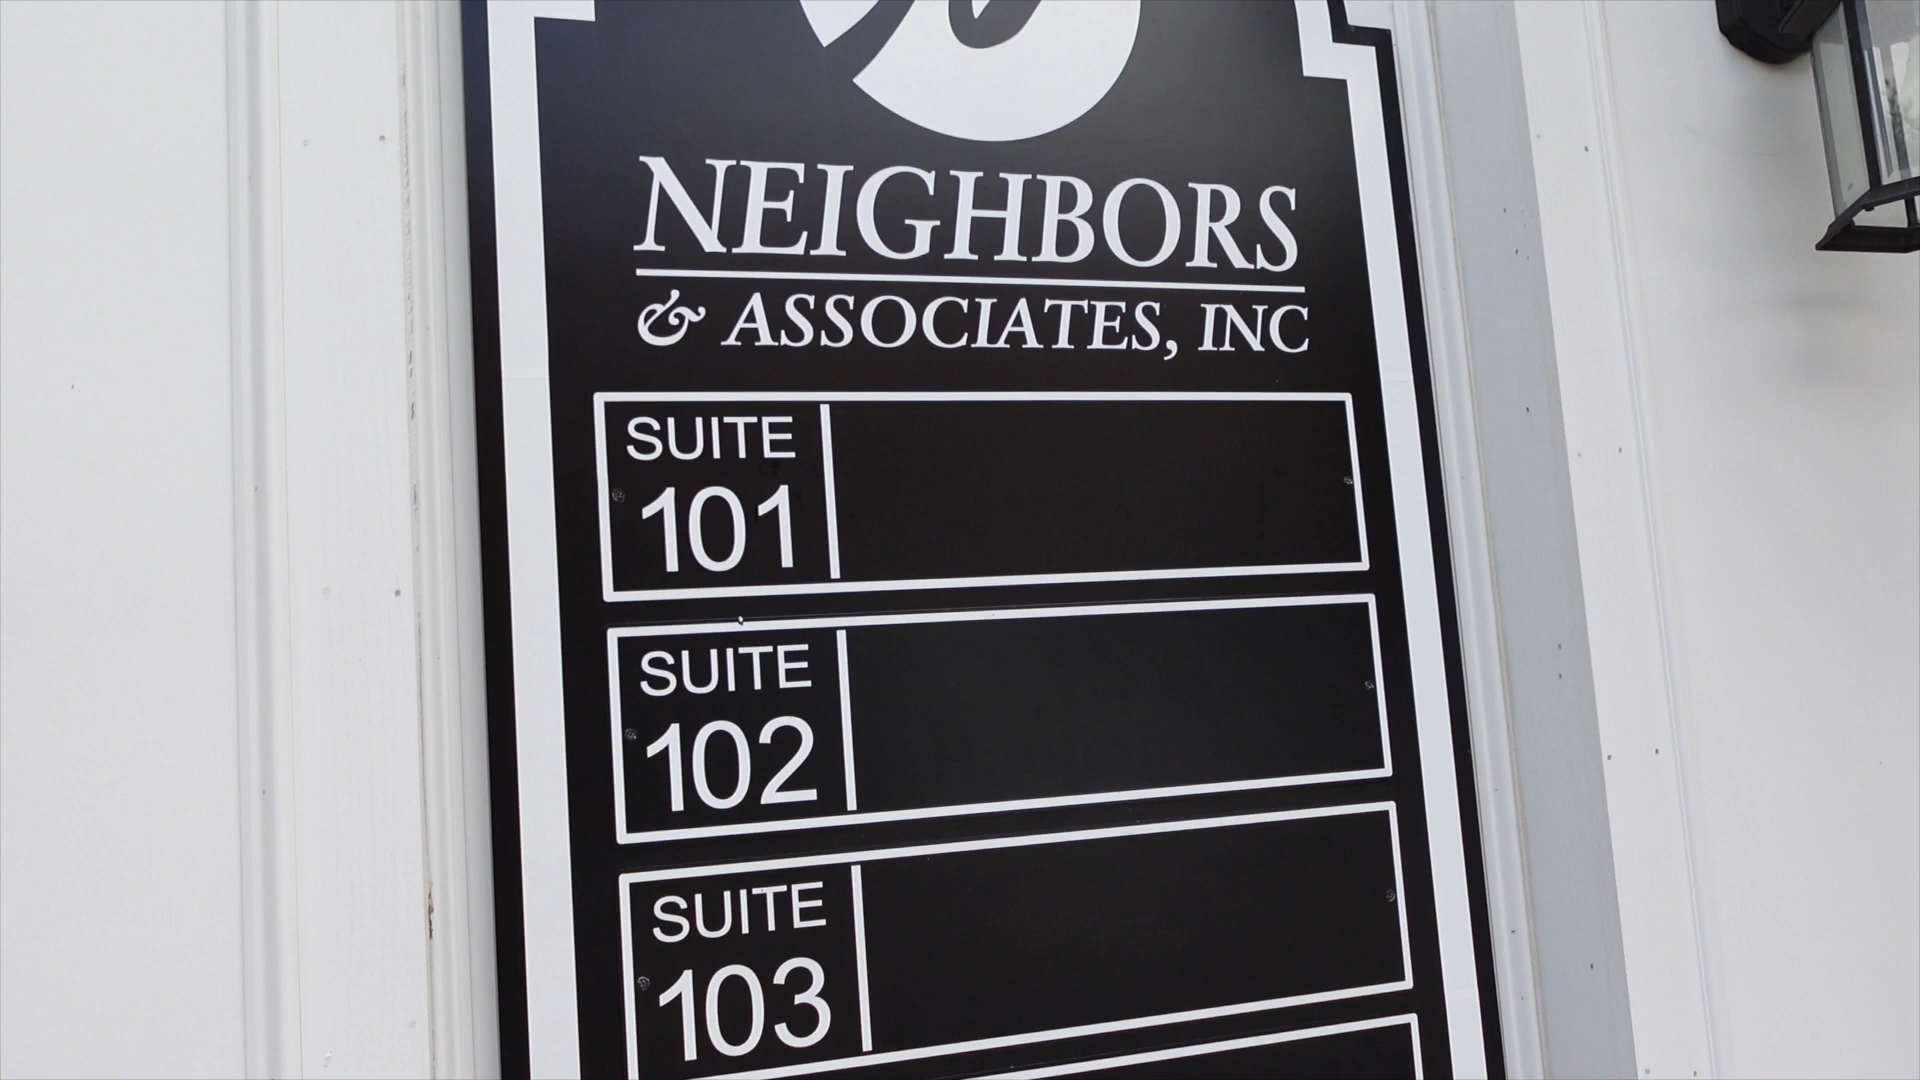 NEIGHBORS
& ASSOCIATES, INC
SUITE
101
SUITE
102
SUITE
103